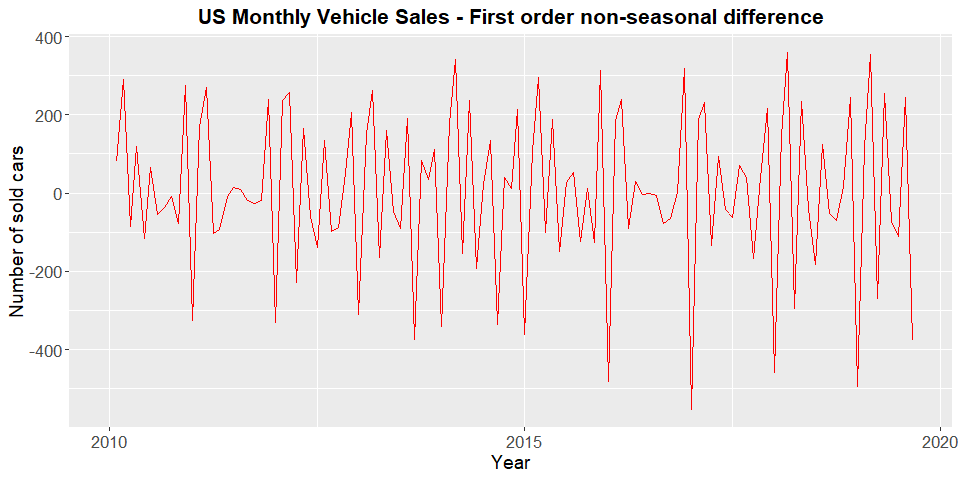 US Monthly Vehicle Sales - First order non-seasonal difference
400
200
0
-200
-400
Number of sold cars
2010
2015
2020
Year